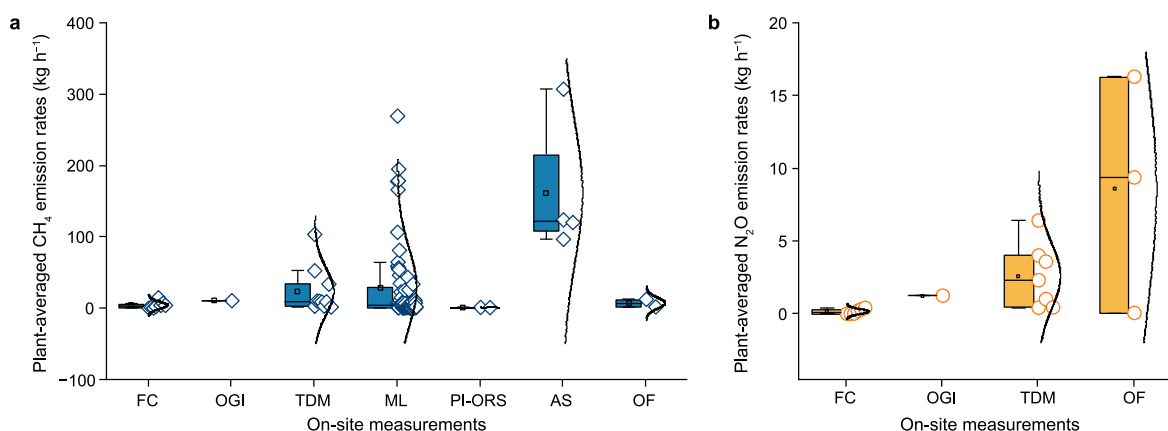 a
Plant-averaged CH₄ emission rates (kg h⁻¹)
400
300
200
100
0
−100
FC OGI TDM ML PI-ORS AS OF
On-site measurements
b
Plant-averaged N₂O emission rates (kg h⁻¹)
20
15
10
5
0
FC OGI TDM OF
On-site measurements